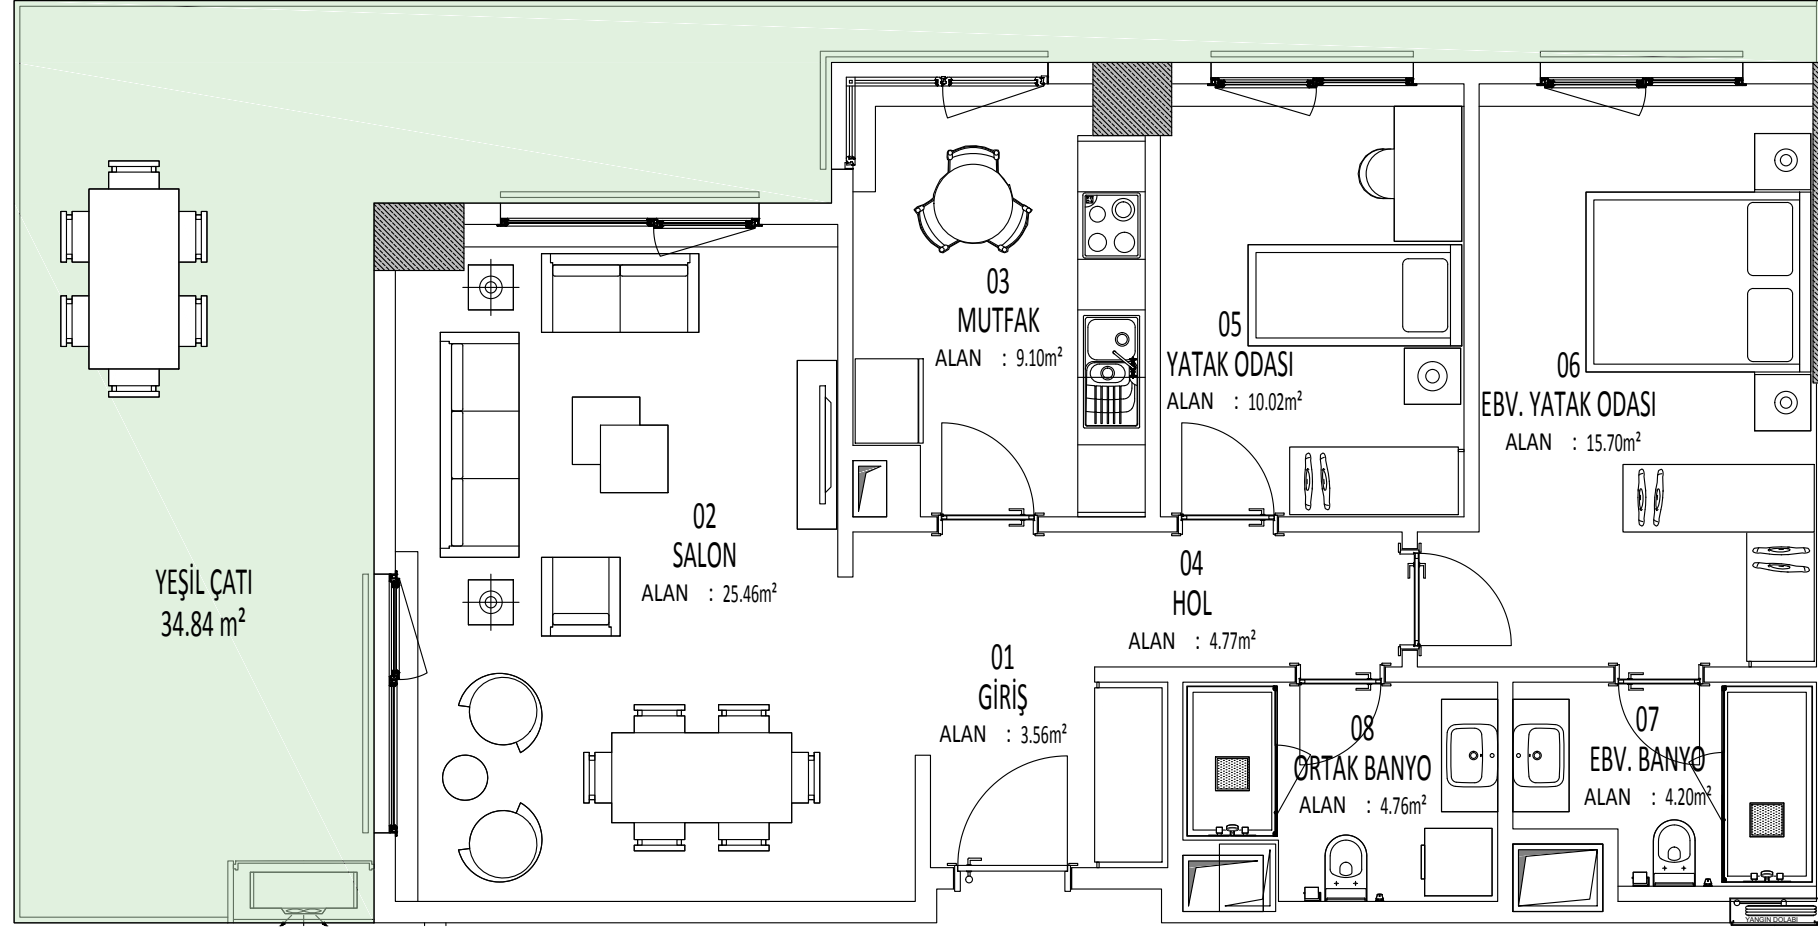 03
MUTFAK
ALAN : 9.10m²
05
YATAK ODASI
ALAN : 10.02m²
06
EBV. YATAK ODASI
ALAN : 15.70m²
02
SALON
ALAN : 25.46m²
04
HOL
ALAN : 4.77m²
YEŞİL ÇATI
34.84 m²
01
GİRİŞ
ALAN : 3.56m²
08
ORTAK BANYO
ALAN : 4.76m²
07
EBV. BANYO
ALAN : 4.20m²
YANGIN DOLABI